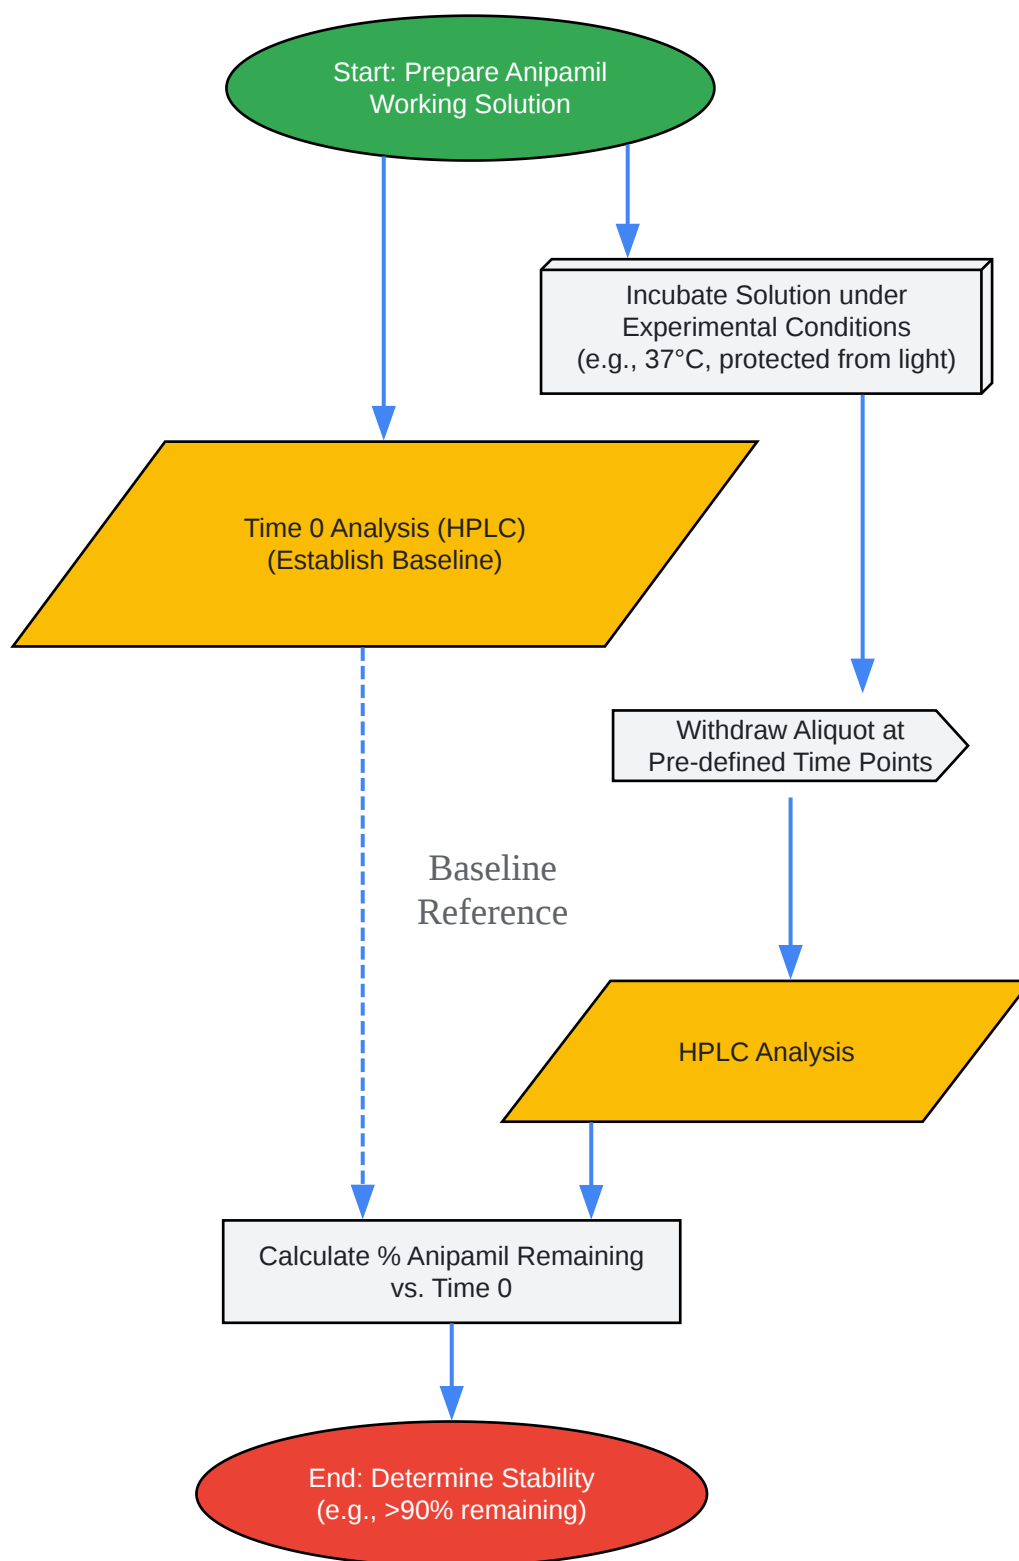 Start: Prepare Anipamil
Working Solution
Incubate Solution under
Experimental Conditions
(e.g., 37°C, protected from light)
Time 0 Analysis (HPLC)
(Establish Baseline)
Withdraw Aliquot at
Pre-defined Time Points
Baseline
Reference
HPLC Analysis
Calculate % Anipamil Remaining
vs. Time 0
End: Determine Stability
(e.g., >90% remaining)